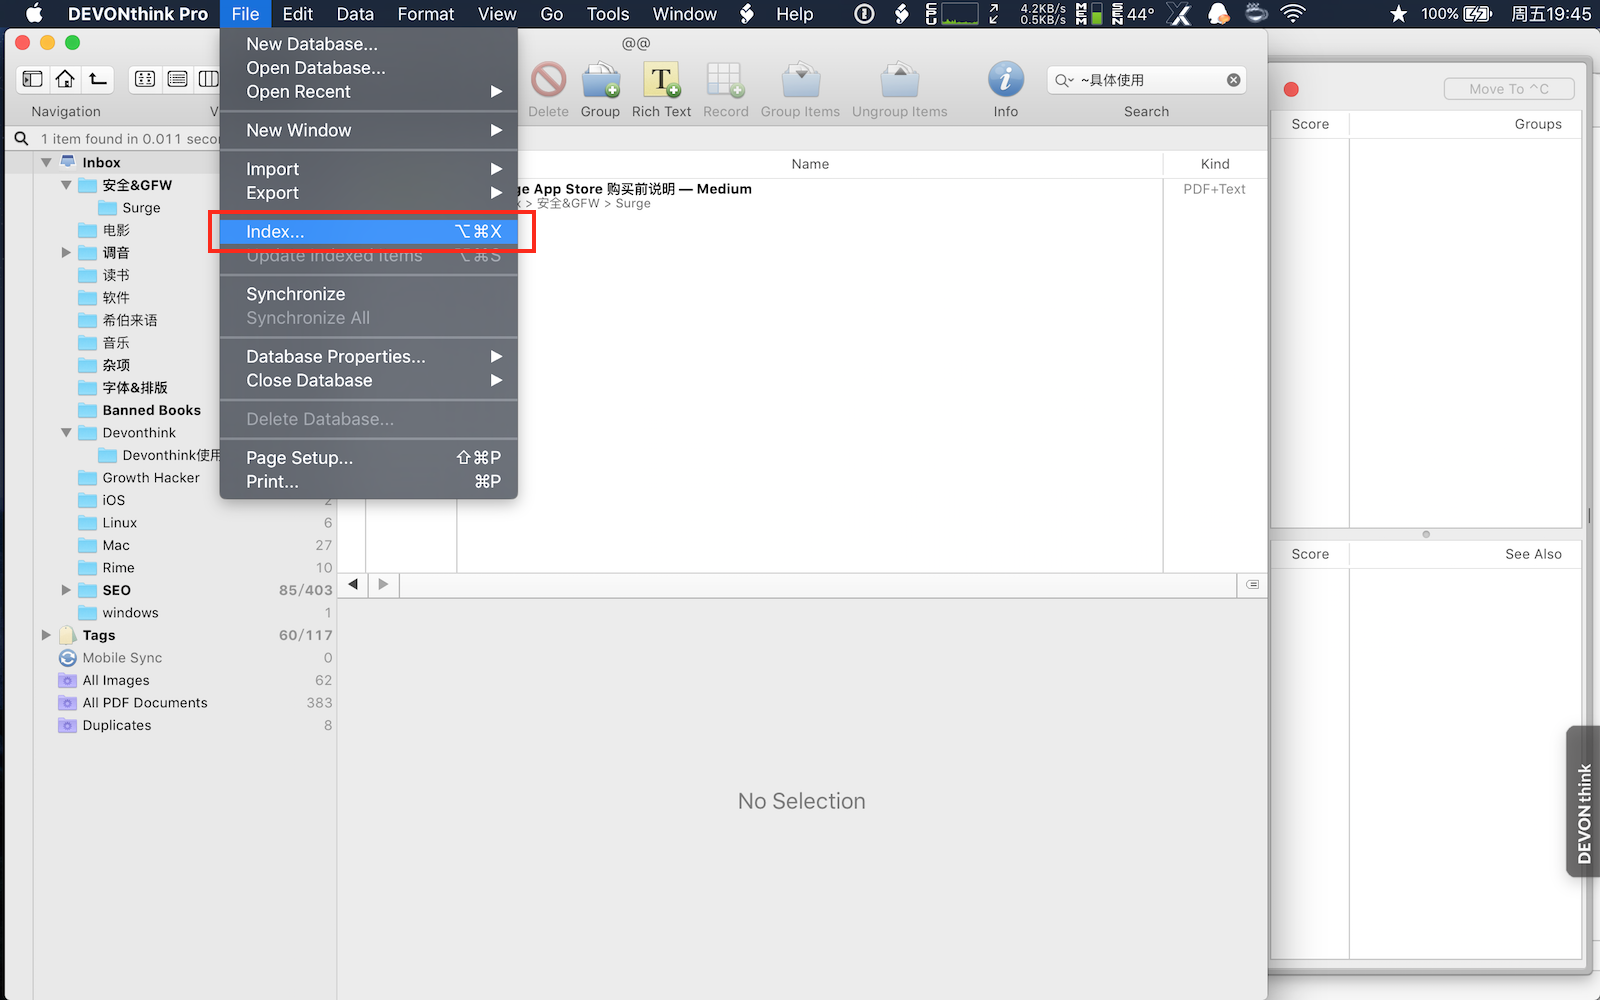 DEVONthink Pro File Edit Data Format View Go Tools Window Help 4.2KB/s 0.5KB/s CPU MEM SEN 44° 100% 周五19:45
@@
Navigation
Delete Group Rich Text Record Group Items Ungroup Items Info Search
~具体使用
1 item found in 0.011 seco
New Database...
Open Database...
Open Recent
New Window
Import
Export
Index... ⌥⌘X
Update Indexed Items ⌥⌘S
Synchronize
Synchronize All
Database Properties...
Close Database
Delete Database...
Page Setup... ⇧⌘P
Print... ⌘P
Inbox
安全&GFW
Surge
电影
调音
读书
软件
希伯来语
音乐
杂项
字体&排版
Banned Books
Devonthink
Devonthink使用
Growth Hacker
iOS 2
Linux 6
Mac 27
Rime 10
SEO 85/403
windows 1
Tags 60/117
Mobile Sync 0
All Images 62
All PDF Documents 383
Duplicates 8
Name Kind
ge App Store 购买前说明 — Medium PDF+Text
x > 安全&GFW > Surge
No Selection
Move To ^C
Score Groups
Score See Also
DEVONthink